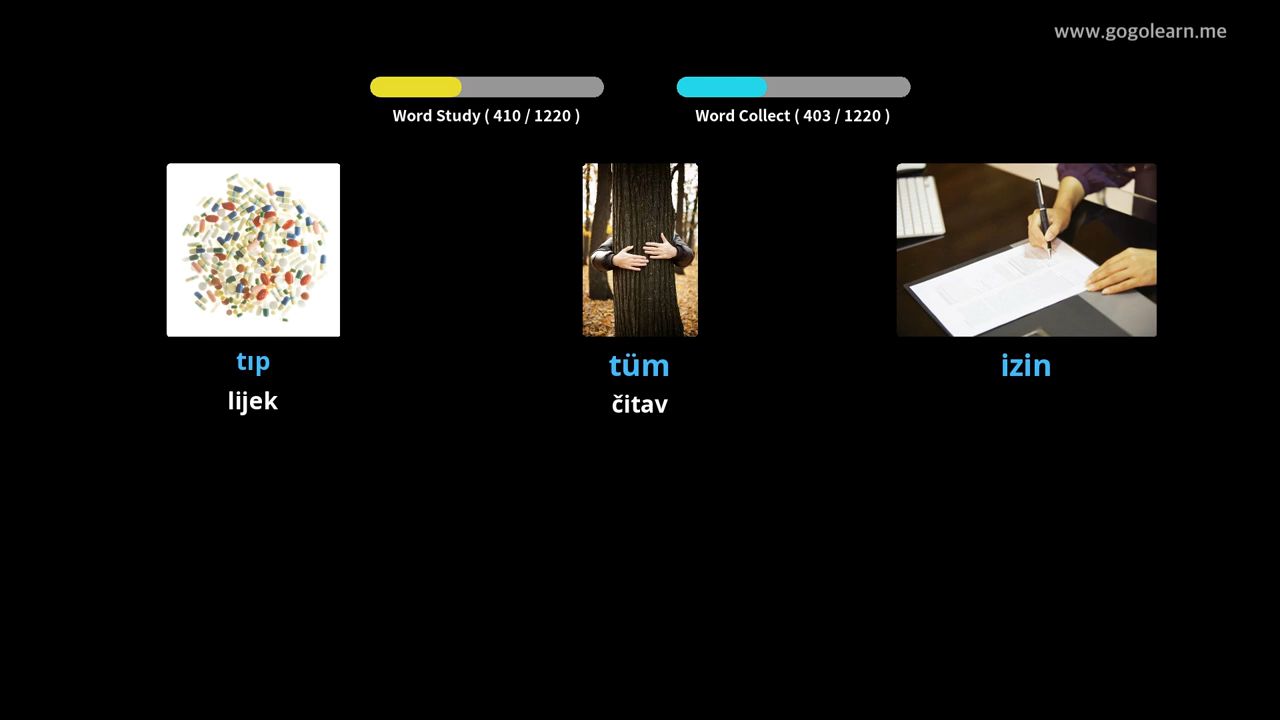 www.gogolearn.me
Word Study ( 410 / 1220 )
Word Collect ( 403 / 1220 )
tıp
lijek
tüm
čitav
izin